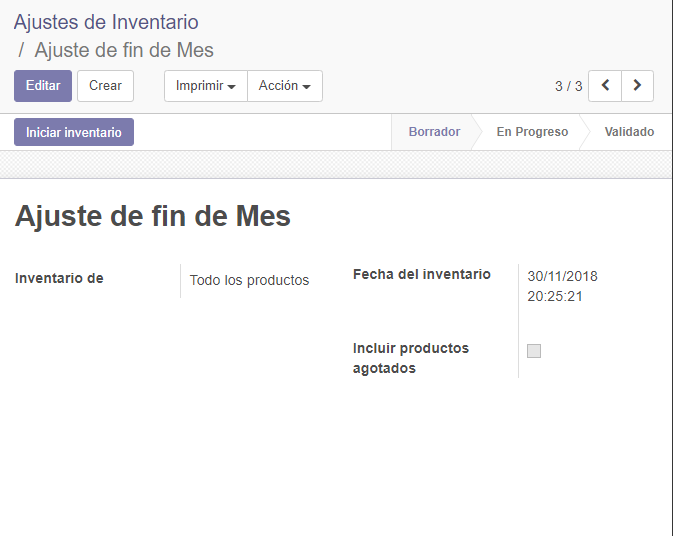 Ajustes de Inventario
/ Ajuste de fin de Mes
Editar Crear Imprimir Acción 3 / 3
Iniciar inventario Borrador En Progreso Validado
Ajuste de fin de Mes
Inventario de Todo los productos
Fecha del inventario 30/11/2018
20:25:21
Incluir productos
agotados